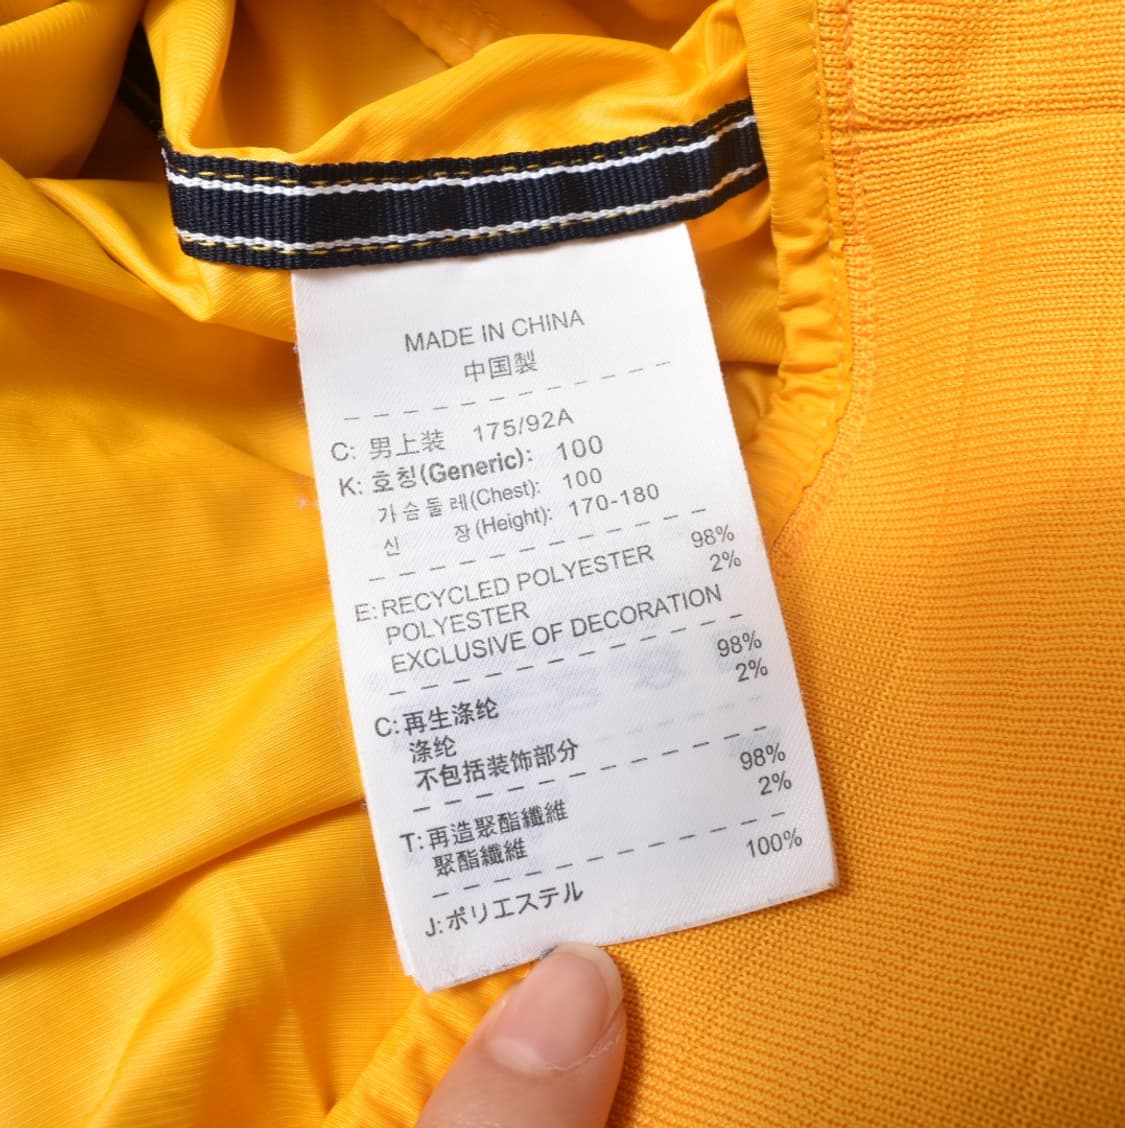 MADE IN CHINA
中国製
C: 男上装 175/92A
K: 호칭(Generic): 100
가슴둘레(Chest): 100
신 장(Height): 170-180
E: RECYCLED POLYESTER 98%
POLYESTER 2%
EXCLUSIVE OF DECORATION
C: 再生涤纶 98%
涤纶 2%
不包括装饰部分
T: 再造聚酯纖維 98%
聚酯纖維 2%
J: ポリエステル 100%